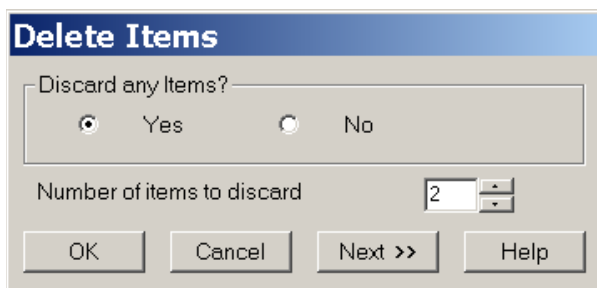 Delete Items
Discard any Items?
Yes No
Number of items to discard 2
OK Cancel Next >> Help